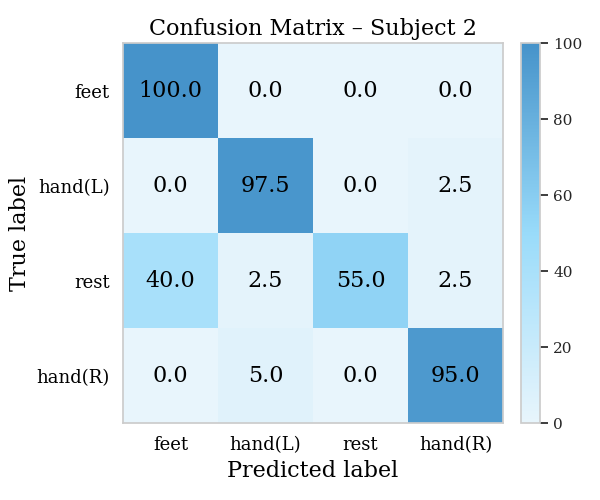 Confusion Matrix – Subject 2
True label
feet 100.0 0.0 0.0 0.0
hand(L) 0.0 97.5 0.0 2.5
rest 40.0 2.5 55.0 2.5
hand(R) 0.0 5.0 0.0 95.0
feet hand(L) rest hand(R)
Predicted label
100
80
60
40
20
0